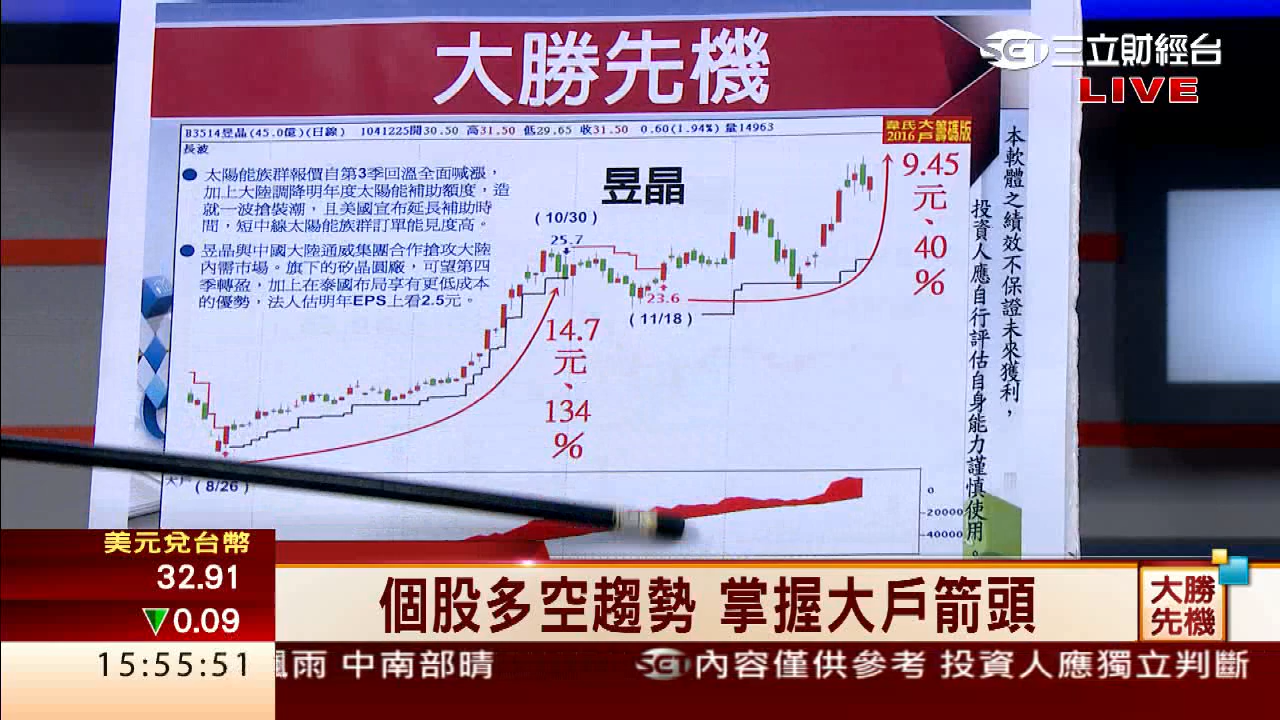 大勝先機
SET三立財經台
LIVE
B3514昱晶(45.0億)(日線) 1041225開30.50 高31.50 低29.65 收31.50 0.60(1.94%) 量14963
韋氏大戶籌碼版
2016
長波
● 太陽能族群報價自第3季回溫全面喊漲，
加上大陸調降明年度太陽能補助額度，造
就一波搶裝潮，且美國宣布延長補助時
間，短中線太陽能族群訂單能見度高。
● 昱晶與中國大陸通威集團合作搶攻大陸
內需市場。旗下的矽晶圓廠，可望第四
季轉盈，加上在泰國布局享有更低成本
的優勢，法人估明年EPS上看2.5元。
昱晶
(10/30)
25.7
23.6
(11/18)
14.7
元、
134
%
9.45
元、
40
%
本軟體之績效不保證未來獲利，
投資人應自行評估自身能力謹慎使用。
大戶
(8/26)
0
-20000
-40000
美元兌台幣
32.91
▼0.09
個股多空趨勢 掌握大戶箭頭
大勝
先機
15:55:51
風雨 中南部晴
SET內容僅供參考 投資人應獨立判斷